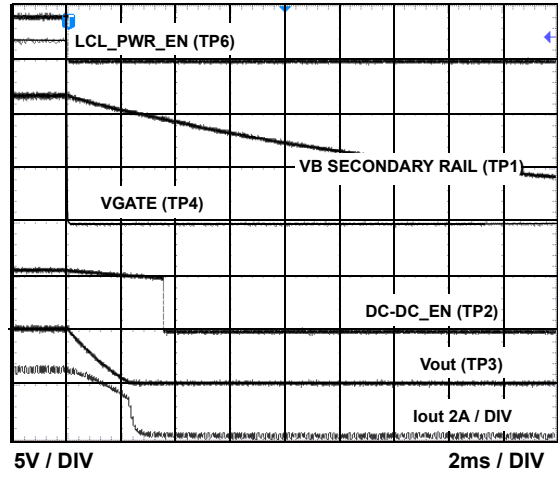 T
LCL_PWR_EN (TP6)
VB SECONDARY RAIL (TP1)
VGATE (TP4)
DC-DC_EN (TP2)
Vout (TP3)
Iout 2A / DIV
5V / DIV
2ms / DIV